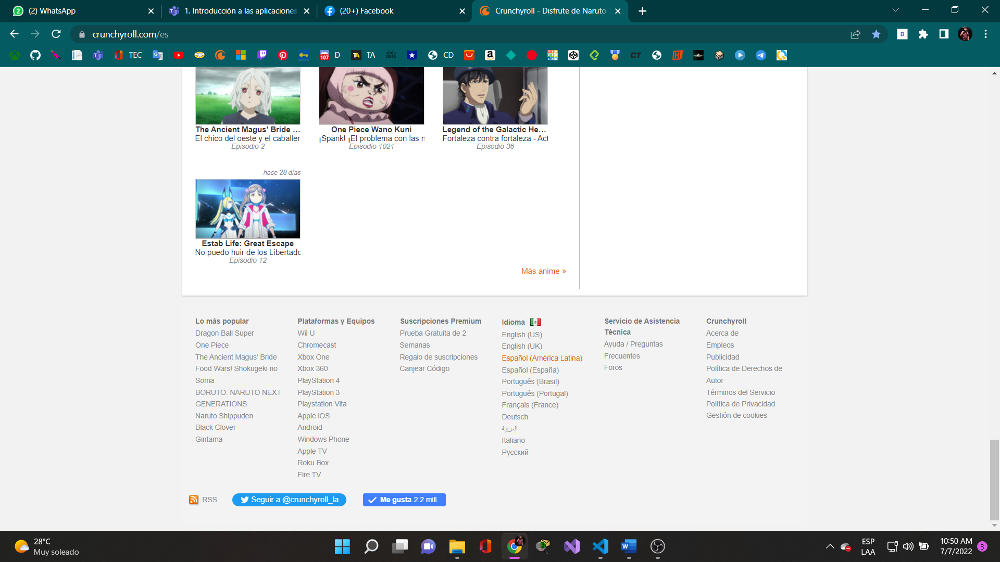 (2) WhatsApp
1. Introducción a las aplicaciones
(20+) Facebook
Crunchyroll - Disfrute de Naruto
crunchyroll.com/es
TEC
107
D
TA
CD
The Ancient Magus' Bride ...
One Piece Wano Kuni
Legend of the Galactic He...
El chico del oeste y el caballer
¡Spank! ¡El problema con las
Fortaleza contra fortaleza - Act
Episodio 2
Episodio 1021
Episodio 36
hace 28 días
Estab Life: Great Escape
No puedo huir de los Libertado
Episodio 12
Más anime »
Lo más popular
Dragon Ball Super
One Piece
The Ancient Magus' Bride
Food Wars! Shokugeki no
Soma
BORUTO: NARUTO NEXT
GENERATIONS
Naruto Shippuden
Black Clover
Gintama
Plataformas y Equipos
Wii U
Chromecast
Xbox One
Xbox 360
PlayStation 4
PlayStation 3
Playstation Vita
Apple iOS
Android
Windows Phone
Apple TV
Roku Box
Fire TV
Suscripciones Premium
Prueba Gratuita de 2
Semanas
Regalo de suscripciones
Canjear Código
Idioma
English (US)
English (UK)
Español (América Latina)
Español (España)
Português (Brasil)
Português (Portugal)
Français (France)
Deutsch
العربية
Italiano
Русский
Servicio de Asistencia
Técnica
Ayuda / Preguntas
Frecuentes
Foros
Crunchyroll
Acerca de
Empleos
Publicidad
Política de Derechos de
Autor
Términos del Servicio
Política de Privacidad
Gestión de cookies
RSS
Seguir a @crunchyroll_la
Me gusta 2.2 mill.
28°C
Muy soleado
ESP
LAA
10:50 AM
7/7/2022
3